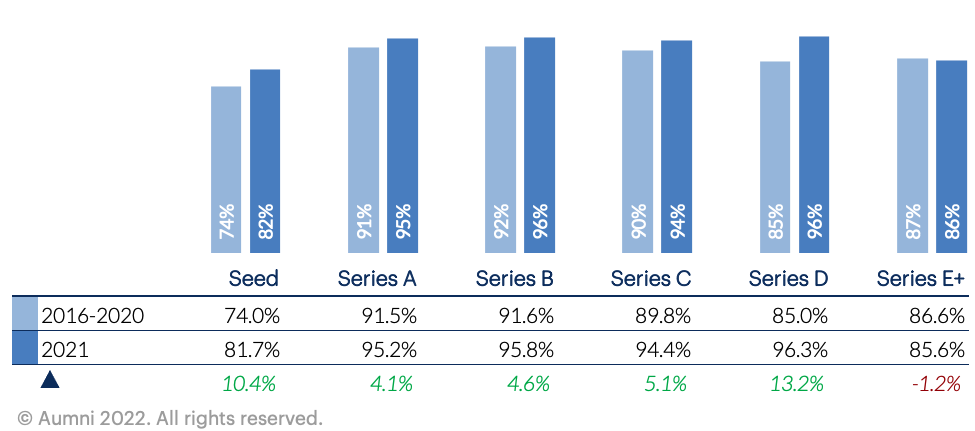 74% 82% 91% 95% 92% 96% 90% 94% 85% 96% 87% 86%
Seed Series A Series B Series C Series D Series E+
2016-2020 74.0% 91.5% 91.6% 89.8% 85.0% 86.6%
2021 81.7% 95.2% 95.8% 94.4% 96.3% 85.6%
10.4% 4.1% 4.6% 5.1% 13.2% -1.2%
© Aumni 2022. All rights reserved.